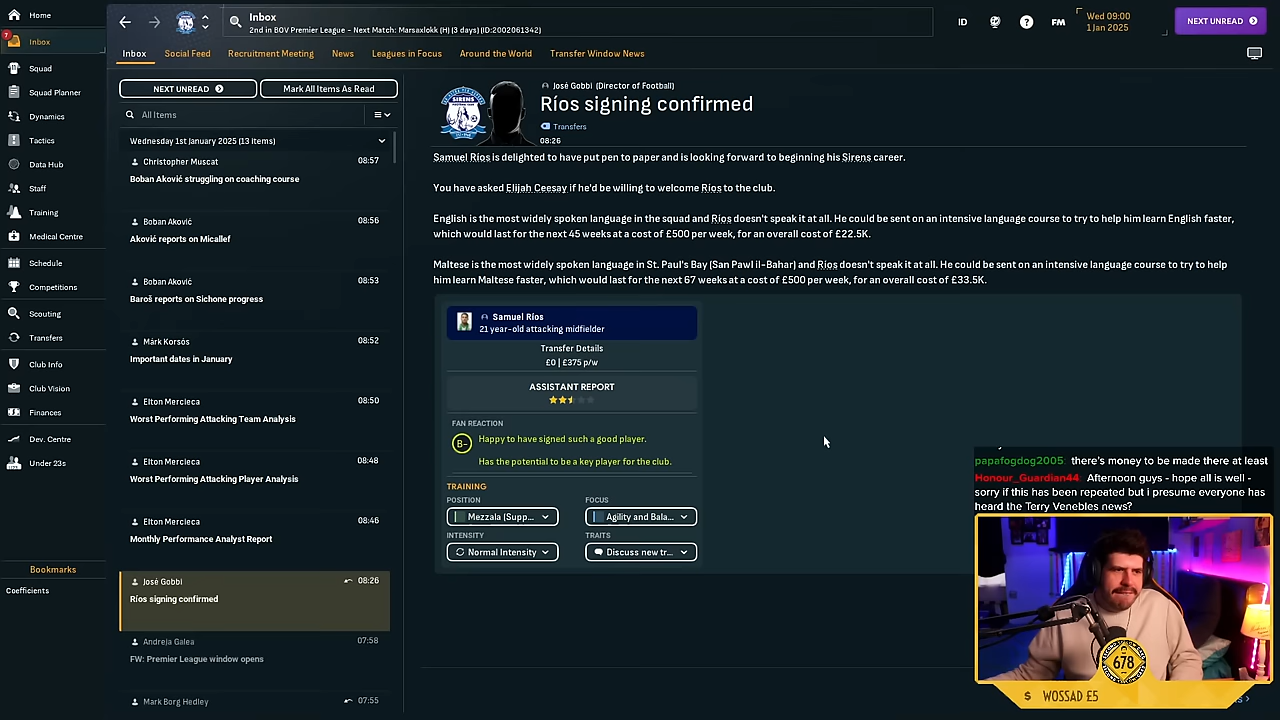 Home
Inbox
7
Squad
Squad Planner
Dynamics
Tactics
Data Hub
Staff
Training
Medical Centre
Schedule
Competitions
Scouting
Transfers
Club Info
Club Vision
Finances
Dev. Centre
Under 23s
Bookmarks
Coefficients
Inbox
2nd in BOV Premier League - Next Match: Marsaxlokk (H) (3 days) (ID:2002061342)
ID
?
FM
Wed 09:00
1 Jan 2025
NEXT UNREAD
Inbox
Social Feed
Recruitment Meeting
News
Leagues in Focus
Around the World
Transfer Window News
NEXT UNREAD
Mark All Items As Read
All Items
Wednesday 1st January 2025 (13 items)
Christopher Muscat 08:57
Boban Aković struggling on coaching course
Boban Aković 08:56
Aković reports on Micallef
Boban Aković 08:53
Baroš reports on Sichone progress
Márk Korsós 08:52
Important dates in January
Elton Mercieca 08:50
Worst Performing Attacking Team Analysis
Elton Mercieca 08:48
Worst Performing Attacking Player Analysis
Elton Mercieca 08:46
Monthly Performance Analyst Report
José Gobbi 08:26
Ríos signing confirmed
Andreja Galea 07:58
FW: Premier League window opens
Mark Borg Hedley 07:55
José Gobbi (Director of Football)
Ríos signing confirmed
Transfers
08:26
Samuel Ríos is delighted to have put pen to paper and is looking forward to beginning his Sirens career.
You have asked Elijah Ceesay if he'd be willing to welcome Ríos to the club.
English is the most widely spoken language in the squad and Ríos doesn't speak it at all. He could be sent on an intensive language course to try to help him learn English faster,
which would last for the next 45 weeks at a cost of £500 per week, for an overall cost of £22.5K.
Maltese is the most widely spoken language in St. Paul's Bay (San Pawl il-Bahar) and Ríos doesn't speak it at all. He could be sent on an intensive language course to try to help
him learn Maltese faster, which would last for the next 67 weeks at a cost of £500 per week, for an overall cost of £33.5K.
Samuel Ríos
21 year-old attacking midfielder
Transfer Details
£0 | £375 p/w
ASSISTANT REPORT
FAN REACTION
B-
Happy to have signed such a good player.
Has the potential to be a key player for the club.
TRAINING
POSITION
FOCUS
Mezzala (Supp...
Agility and Bala...
INTENSITY
TRAITS
Normal Intensity
Discuss new tr...
papafogdog2005: there's money to be made there at least
Honour_Guardian44: Afternoon guys - hope all is well -
sorry if this has been repeated but i presume everyone has
heard the Terry Venebles news?
678
$ WOSSAD £5